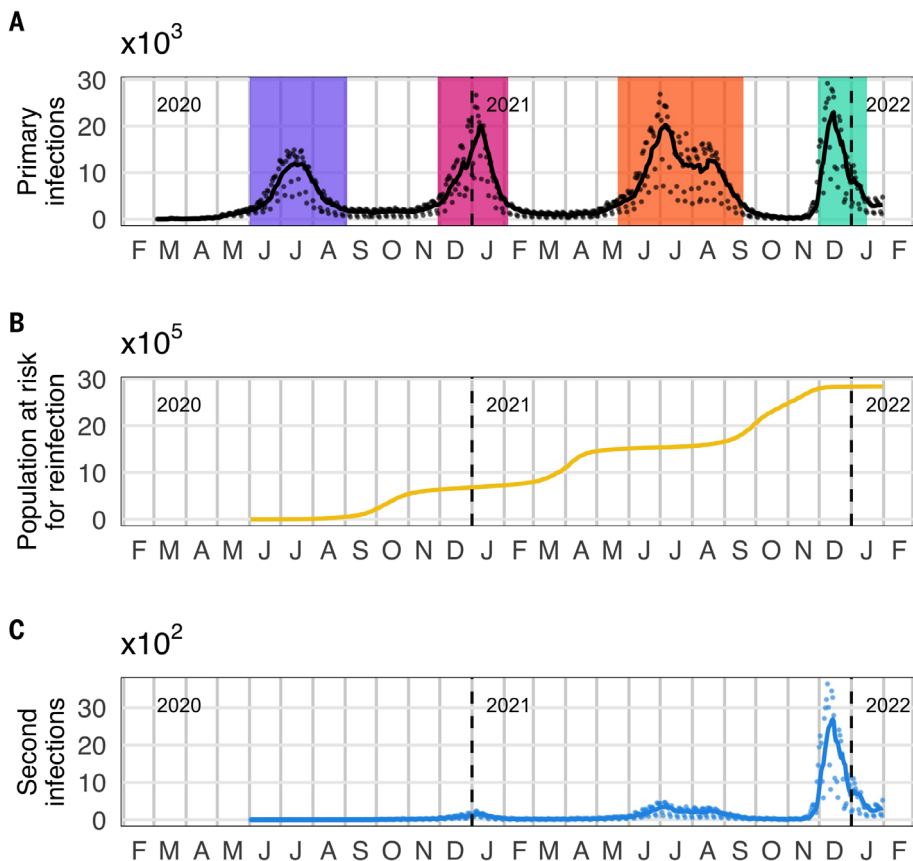 A
x10³
Primary
infections
30
20
10
0
2020
2021
2022
F M A M J J A S O N D J F M A M J J A S O N D J F
B
x10⁵
Population at risk
for reinfection
30
20
10
0
2020
2021
2022
F M A M J J A S O N D J F M A M J J A S O N D J F
C
x10²
Second
infections
30
20
10
0
2020
2021
2022
F M A M J J A S O N D J F M A M J J A S O N D J F